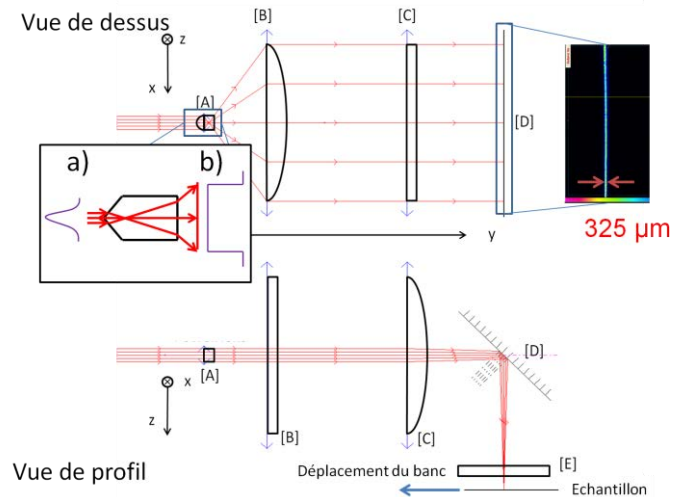 Vue de dessus
z
x
[A]
[B]
[C]
[D]
325 µm
a)
b)
y
[A]
x
z
[B]
[C]
[D]
[E]
Vue de profil
Déplacement du banc
Echantillon